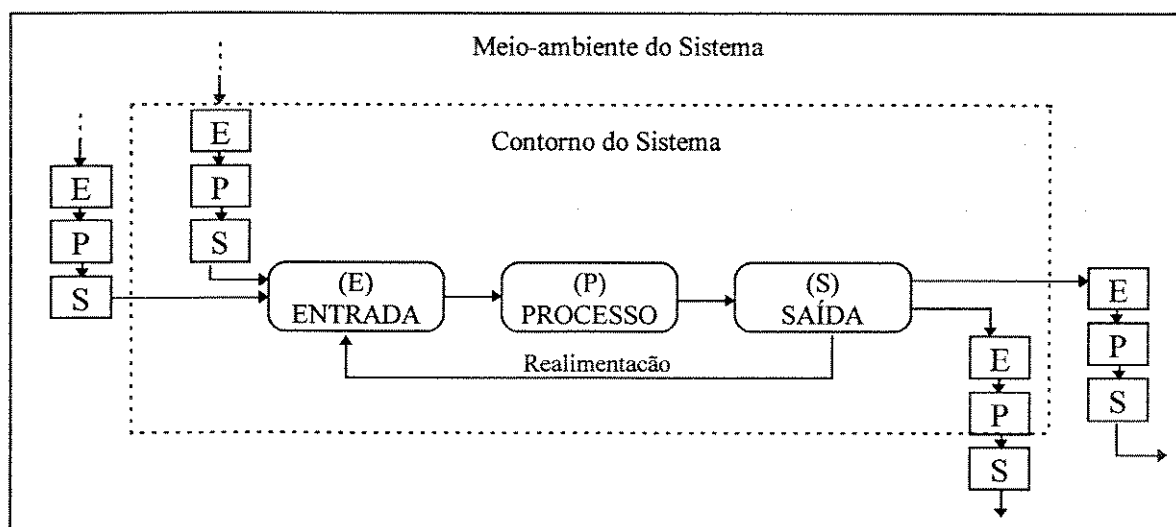 Meio-ambiente do Sistema
Contorno do Sistema
E
P
S
E
P
S
(E)
ENTRADA
(P)
PROCESSO
(S)
SAÍDA
Realimentacão
E
P
S
E
P
S